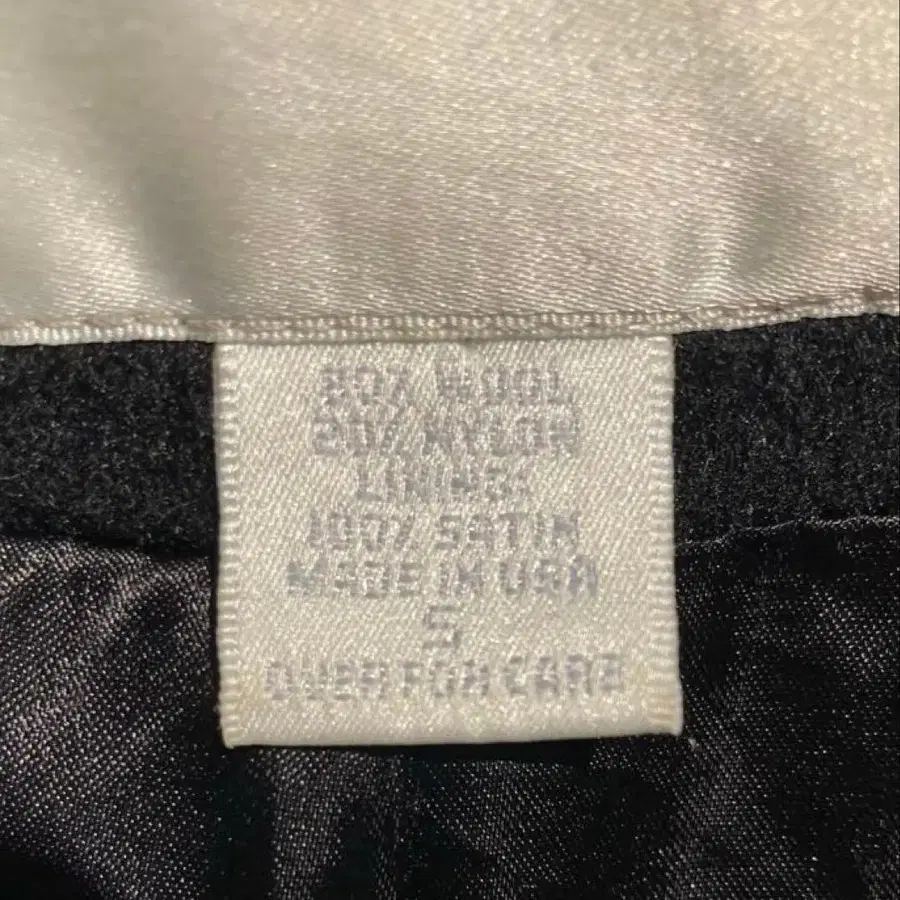 80% WOOL
20% NYLON
LINING:
100% SATIN
MADE IN USA
S
OVER FOR CARE